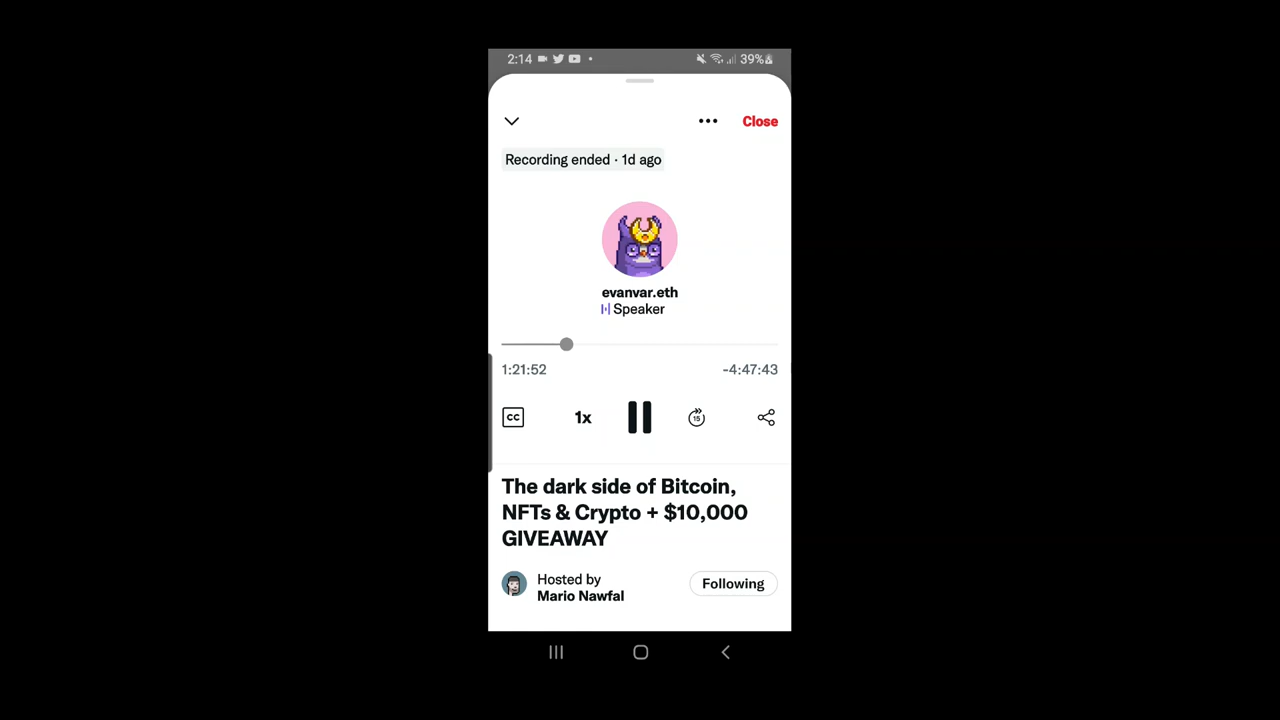 2:14 39%
Close
Recording ended · 1d ago
evanvar.eth
Speaker
1:21:52 -4:47:43
CC 1x 15
The dark side of Bitcoin,
NFTs & Crypto + $10,000
GIVEAWAY
Hosted by
Mario Nawfal
Following